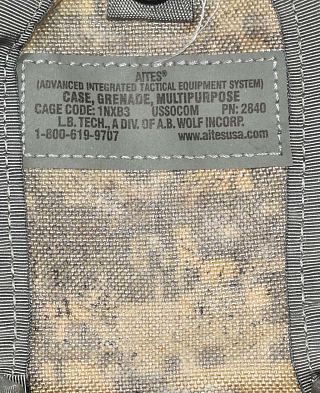 AITES®
(ADVANCED INTEGRATED TACTICAL EQUIPMENT SYSTEM)
CASE, GRENADE, MULTIPURPOSE
CAGE CODE: 1NXB3 USSOCOM PN: 2840
L.B. TECH., A DIV. OF A.B. WOLF INCORP.
1-800-619-9707 www.aitesusa.com